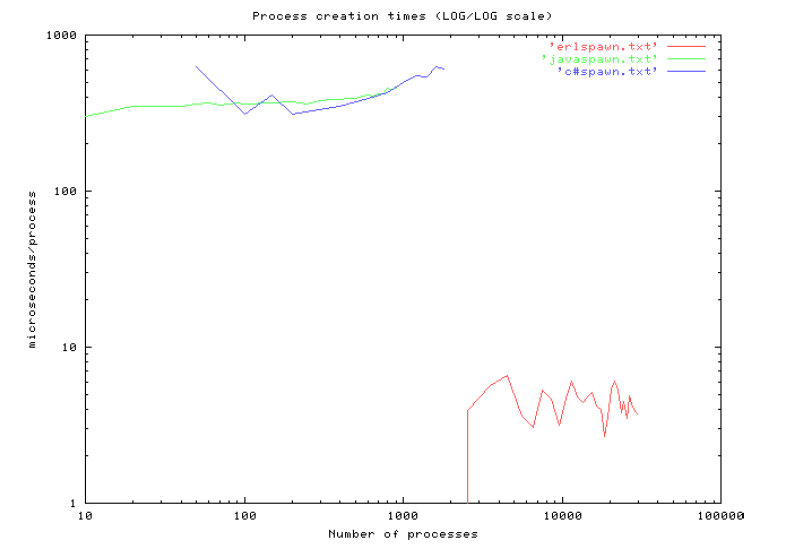 Process creation times (LOG/LOG scale)
1000
'erlspawn.txt'
'javaspawn.txt'
'c#spawn.txt'
100
microseconds/process
10
1
10 100 1000 10000 100000
Number of processes